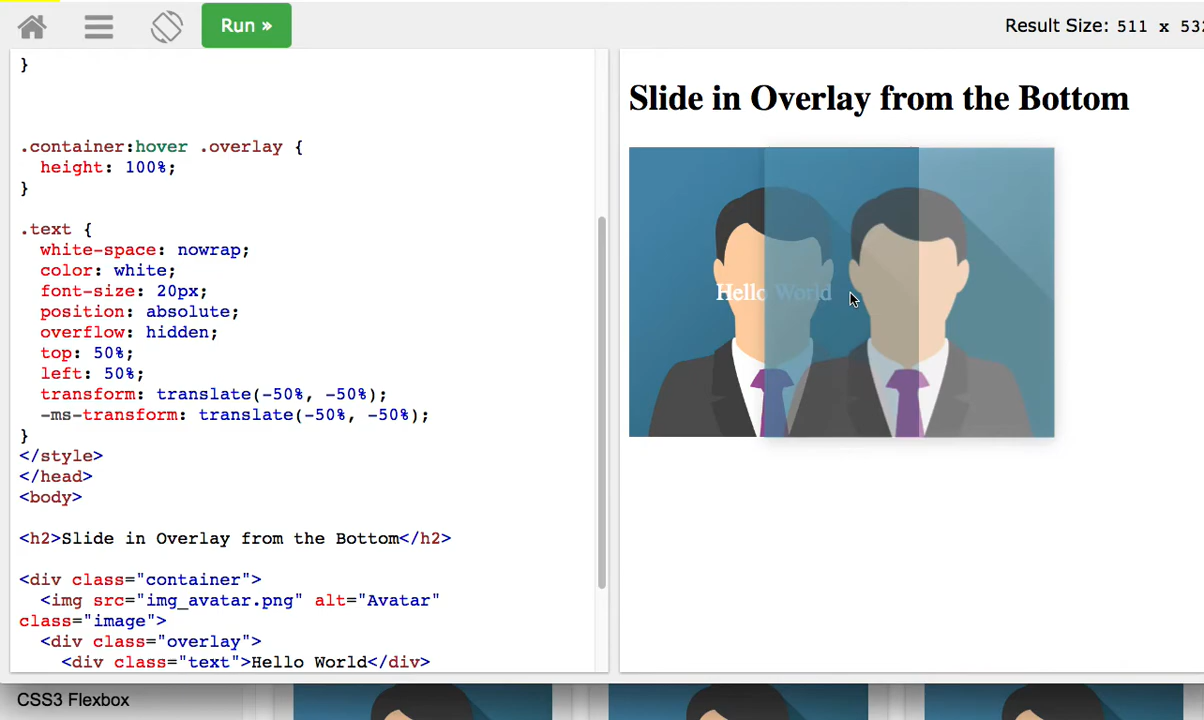 Run »
Result Size: 511 x 532
}
.container:hover .overlay {
height: 100%;
}
.text {
white-space: nowrap;
color: white;
font-size: 20px;
position: absolute;
overflow: hidden;
top: 50%;
left: 50%;
transform: translate(-50%, -50%);
-ms-transform: translate(-50%, -50%);
}
</style>
</head>
<body>
<h2>Slide in Overlay from the Bottom</h2>
<div class="container">
<img src="img_avatar.png" alt="Avatar"
class="image">
<div class="overlay">
<div class="text">Hello World</div>
Slide in Overlay from the Bottom
Hello World
CSS3 Flexbox